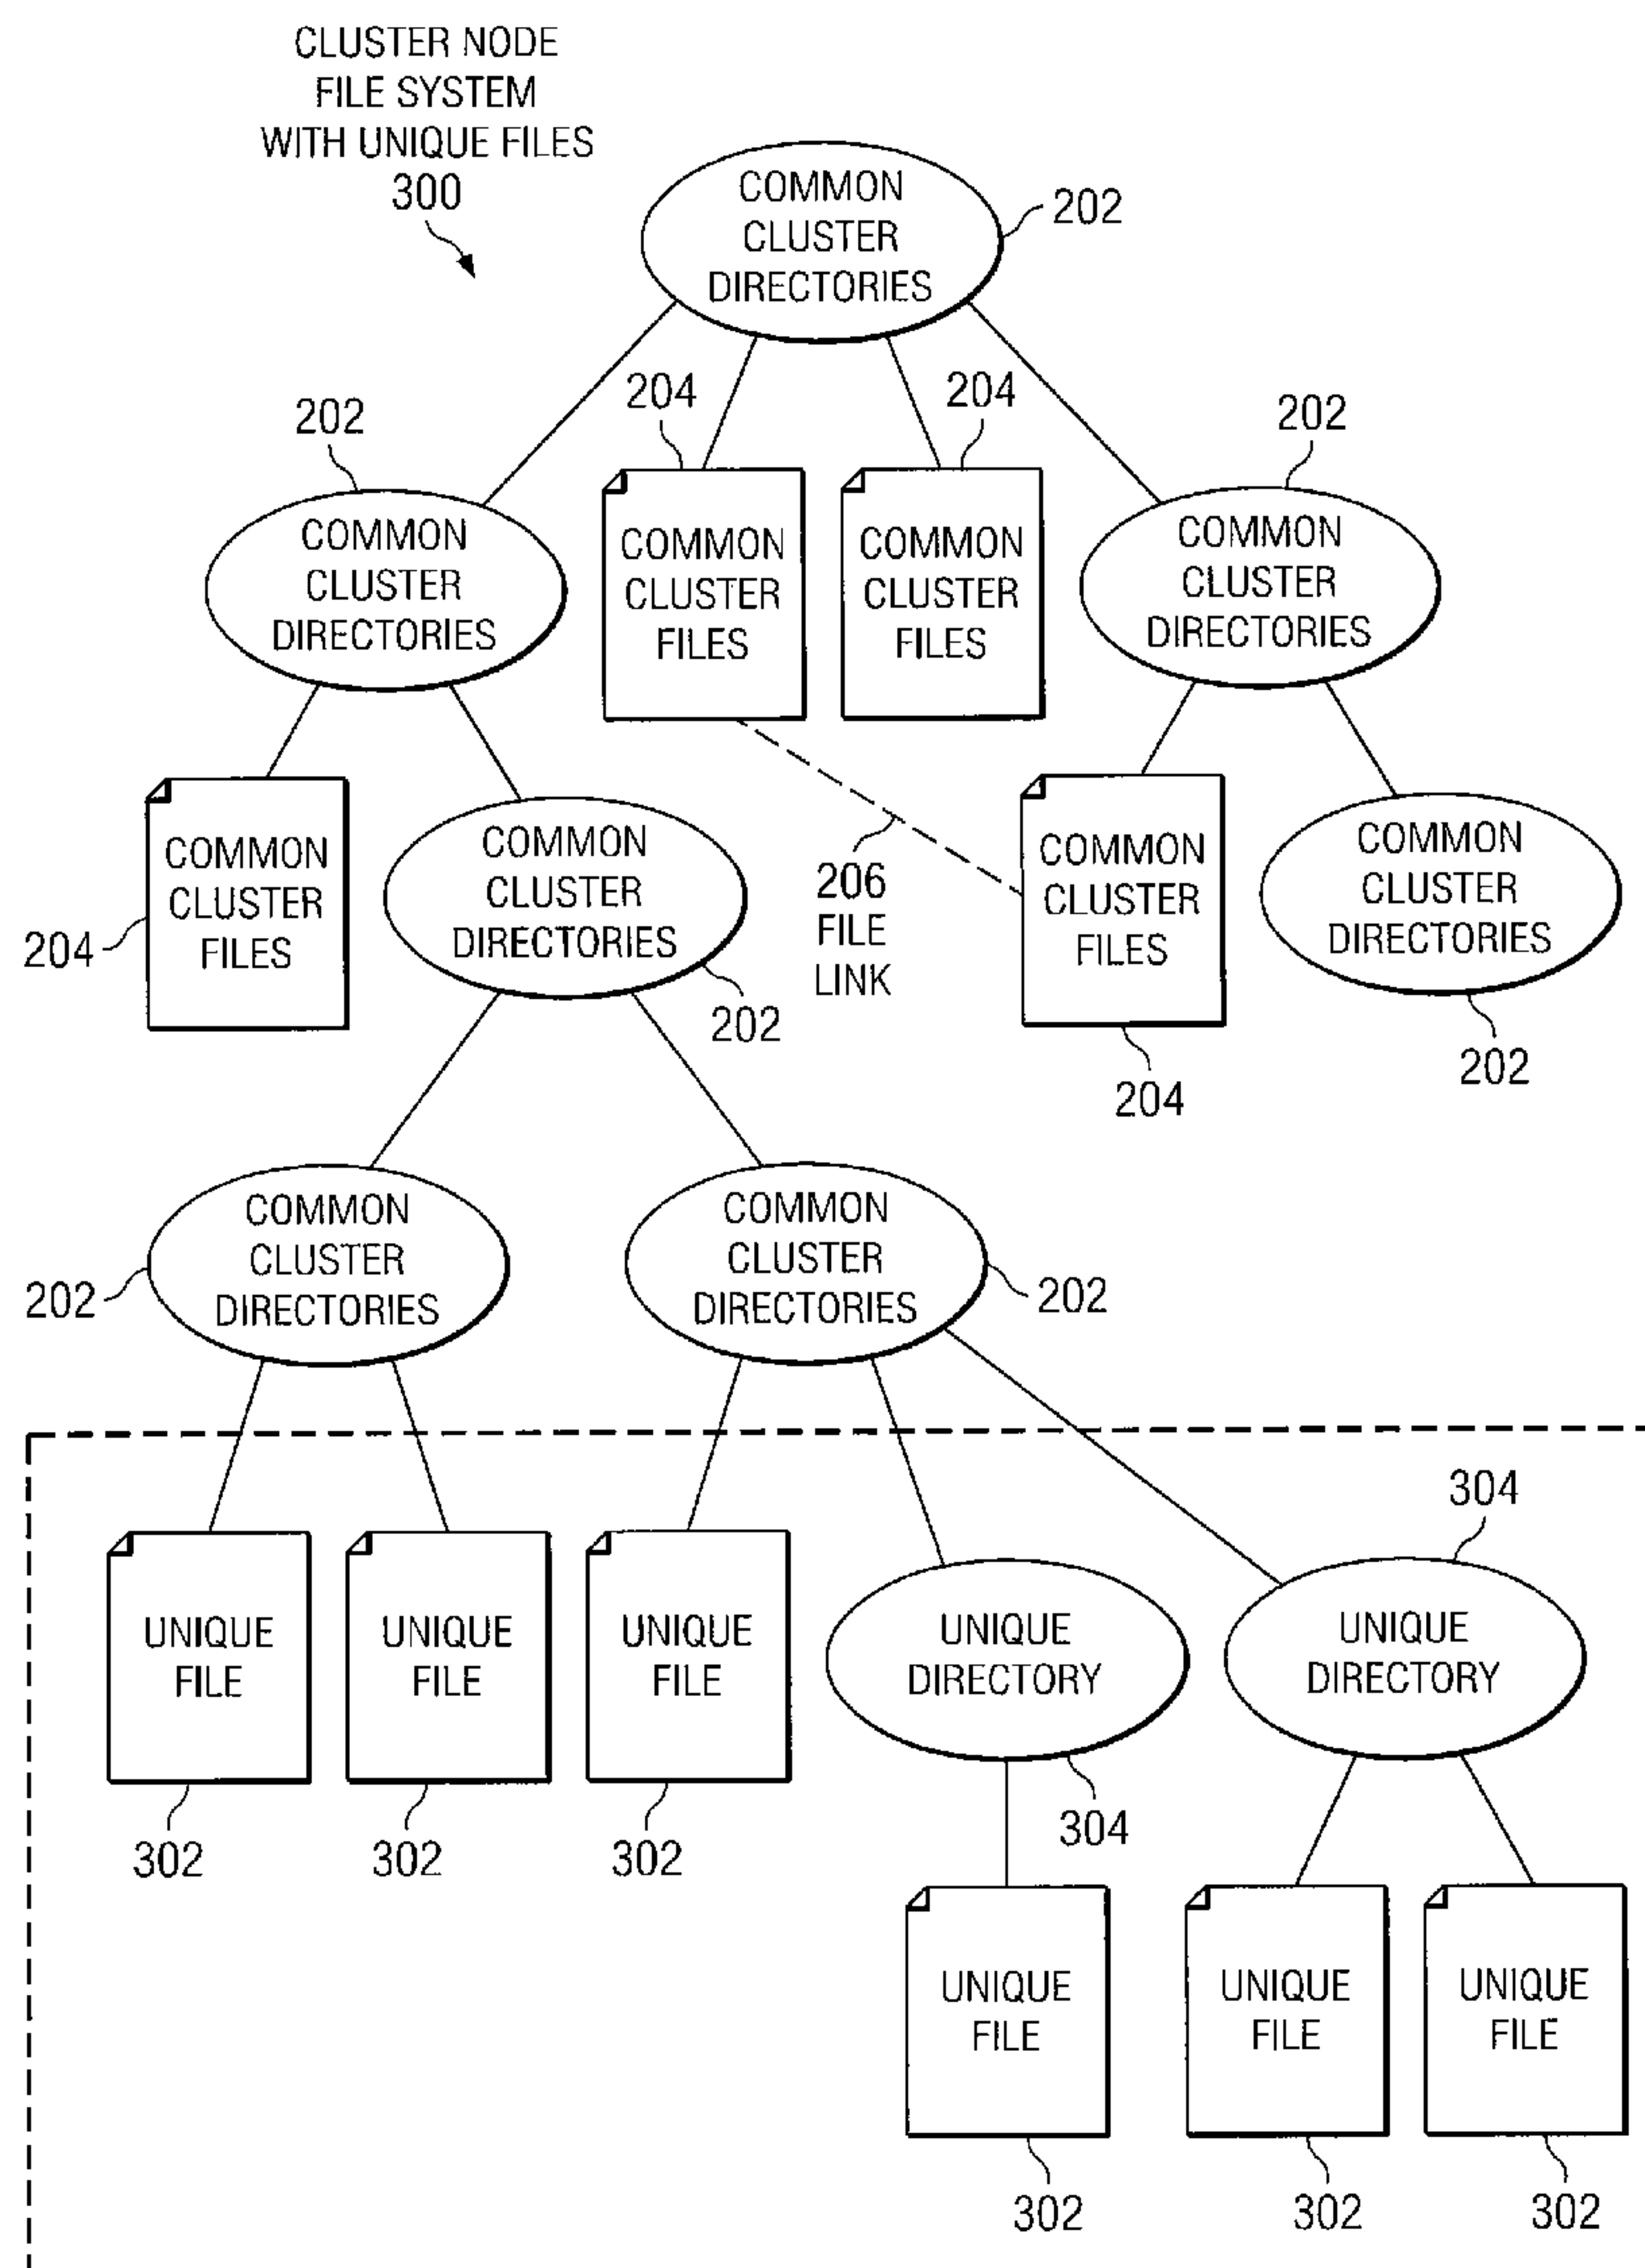 CLUSTER NODE
FILE SYSTEM
WITH UNIQUE FILES
300
COMMON
CLUSTER
DIRECTORIES
202
202
204
204
202
COMMON
CLUSTER
DIRECTORIES
COMMON
CLUSTER
FILES
COMMON
CLUSTER
FILES
COMMON
CLUSTER
DIRECTORIES
COMMON
CLUSTER
FILES
204
COMMON
CLUSTER
DIRECTORIES
202
206
FILE
LINK
COMMON
CLUSTER
FILES
204
COMMON
CLUSTER
DIRECTORIES
202
COMMON
CLUSTER
DIRECTORIES
202
COMMON
CLUSTER
DIRECTORIES
202
UNIQUE
FILE
302
UNIQUE
FILE
302
UNIQUE
FILE
302
UNIQUE
DIRECTORY
304
304
UNIQUE
DIRECTORY
UNIQUE
FILE
302
UNIQUE
FILE
302
UNIQUE
FILE
302